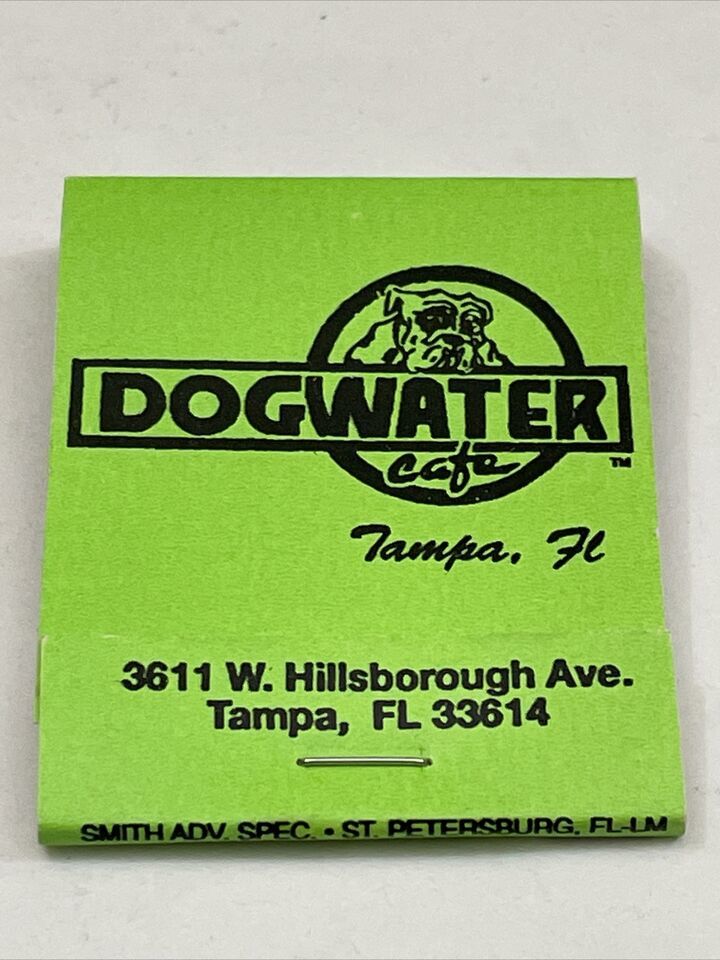 DOGWATER
cafe
TM
Tampa, Fl
3611 W. Hillsborough Ave.
Tampa, FL 33614
SMITH ADV. SPEC. • ST. PETERSBURG, FL-LM